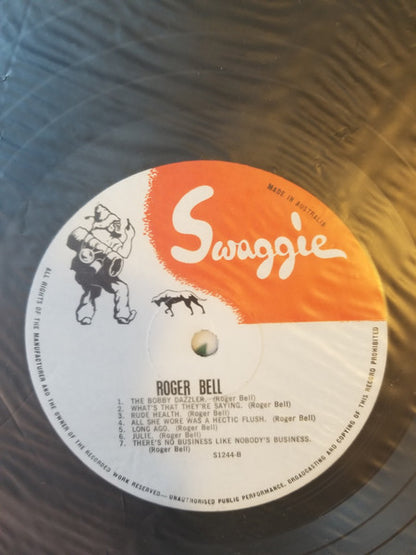 Swaggie
MADE IN AUSTRALIA
ROGER BELL
1. THE BOBBY DAZZLER. (Roger Bell)
2. WHAT'S THAT THEY'RE SAYING. (Roger Bell)
3. RUDE HEALTH. (Roger Bell)
4. ALL SHE WORE WAS A HECTIC FLUSH. (Roger Bell)
5. LONG AGO. (Roger Bell)
6. JULIE. (Roger Bell)
7. THERE'S NO BUSINESS LIKE NOBODY'S BUSINESS.
(Roger Bell)
S1244-B
ALL RIGHTS OF THE MANUFACTURER AND THE OWNER OF THE RECORDED WORK RESERVED— UNAUTHORISED PUBLIC PERFORMANCE, BROADCASTING AND COPYING OF THIS RECORD PROHIBITED